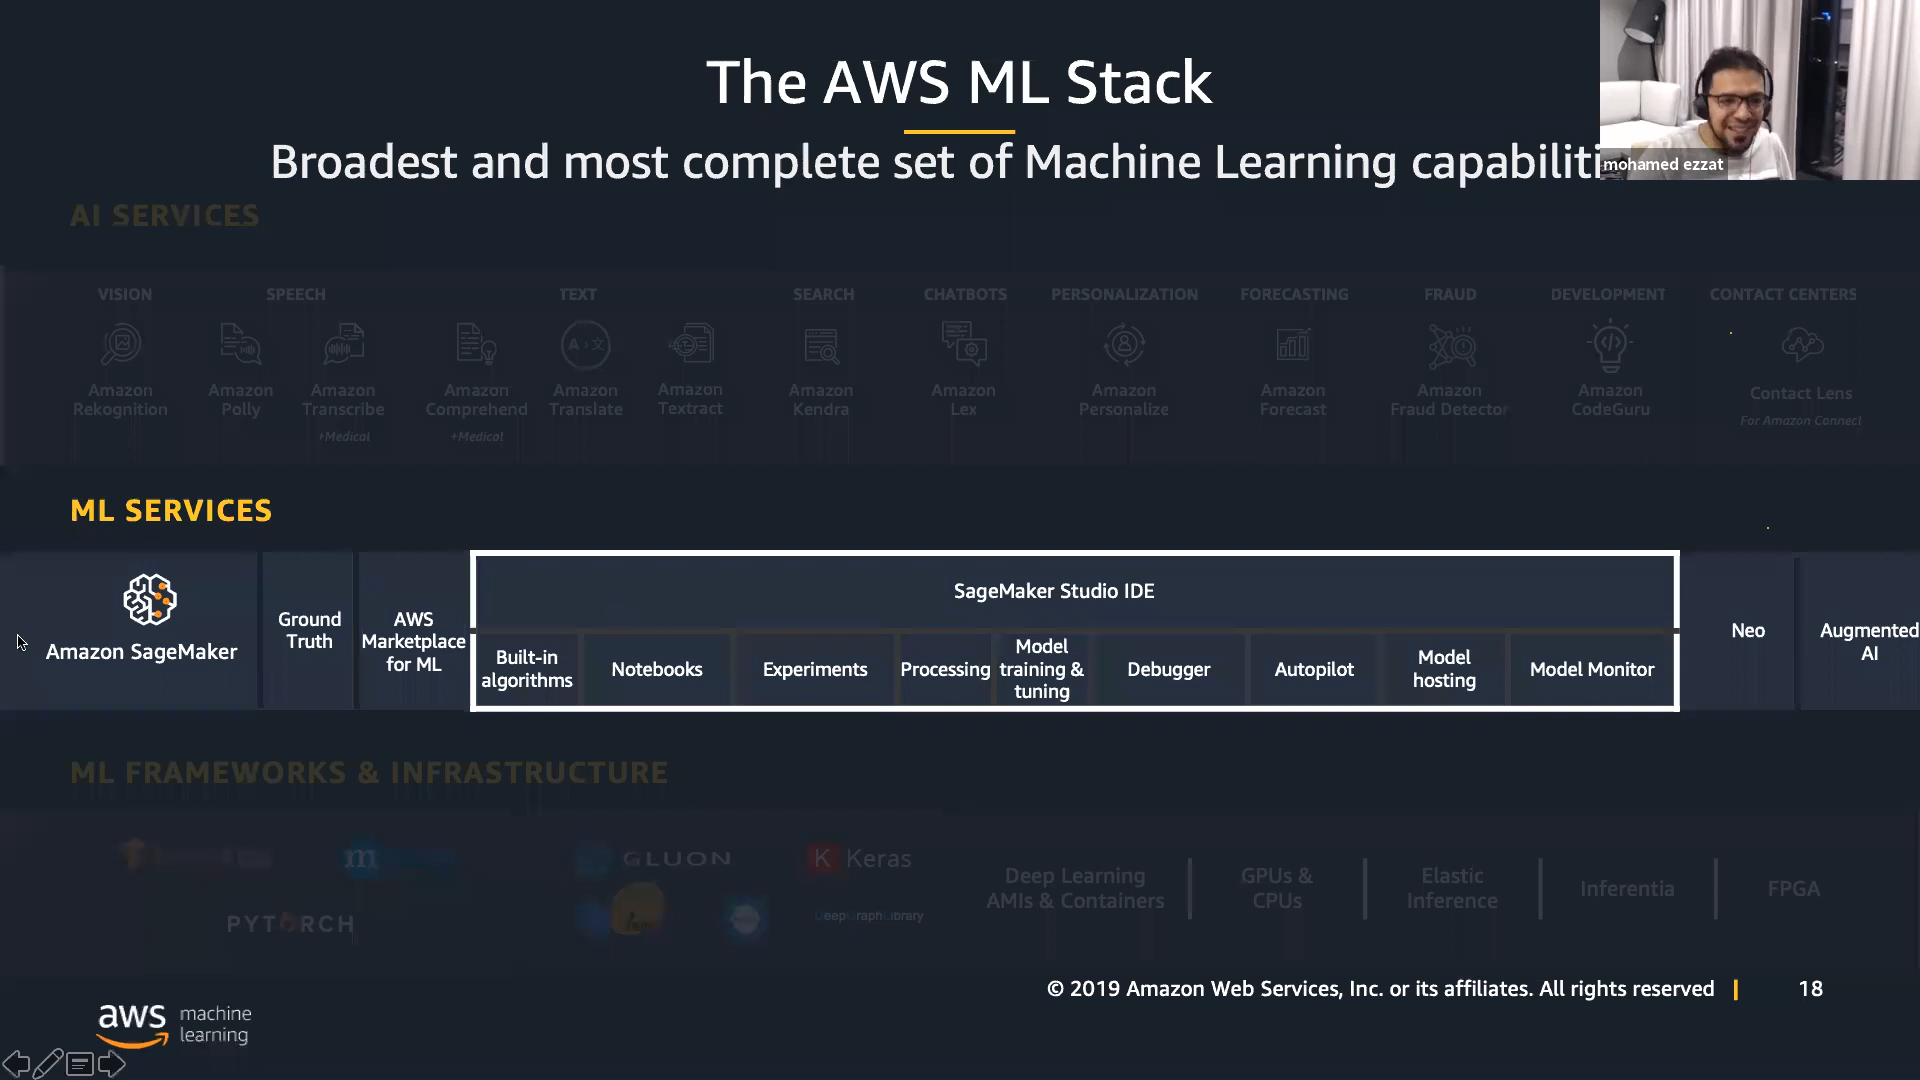 The AWS ML Stack
Broadest and most complete set of Machine Learning capabiliti
mohamed ezzat
AI SERVICES
VISION
SPEECH
TEXT
SEARCH
CHATBOTS
PERSONALIZATION
FORECASTING
FRAUD
DEVELOPMENT
CONTACT CENTERS
Amazon
Rekognition
Amazon
Polly
Amazon
Transcribe
+Medical
Amazon
Comprehend
+Medical
Amazon
Translate
Amazon
Textract
Amazon
Kendra
Amazon
Lex
Amazon
Personalize
Amazon
Forecast
Amazon
Fraud Detector
Amazon
CodeGuru
Contact Lens
For Amazon Connect
ML SERVICES
Amazon SageMaker
Ground
Truth
AWS
Marketplace
for ML
SageMaker Studio IDE
Built-in
algorithms
Notebooks
Experiments
Processing
Model
training &
tuning
Debugger
Autopilot
Model
hosting
Model Monitor
Neo
Augmented
AI
ML FRAMEWORKS & INFRASTRUCTURE
m
GLUON
K Keras
PYTORCH
DeepGraphLibrary
Deep Learning
AMIs & Containers
GPUs &
CPUs
Elastic
Inference
Inferentia
FPGA
© 2019 Amazon Web Services, Inc. or its affiliates. All rights reserved
18
aws machine
learning